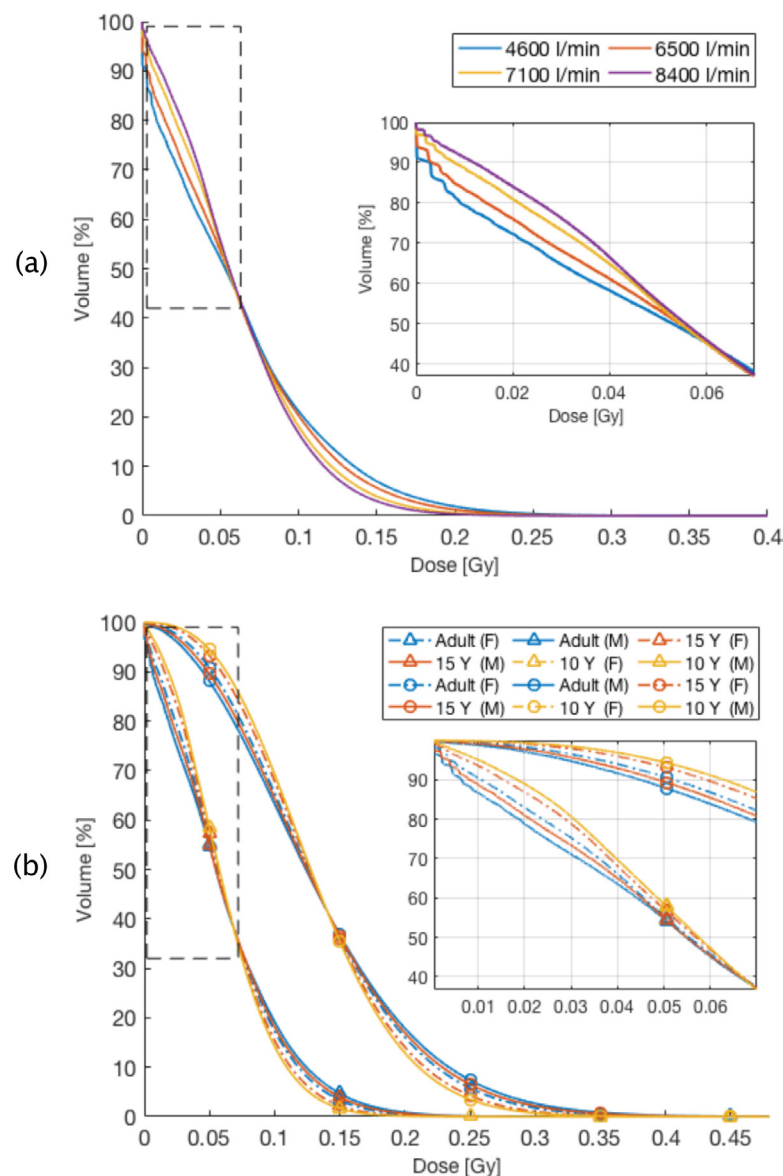 4600 l/min 6500 l/min
7100 l/min 8400 l/min
(a)
Volume [%]
100
90
80
70
60
50
40
30
20
10
0
0 0.05 0.1 0.15 0.2 0.25 0.3 0.35 0.4
Dose [Gy]
Volume [%]
100
90
80
70
60
50
40
0 0.02 0.04 0.06
Dose [Gy]
(b)
Volume [%]
100
90
80
70
60
50
40
30
20
10
0
0 0.05 0.1 0.15 0.2 0.25 0.3 0.35 0.4 0.45
Dose [Gy]
Adult (F) Adult (M) 15 Y (F)
15 Y (M) 10 Y (F) 10 Y (M)
Adult (F) Adult (M) 15 Y (F)
15 Y (M) 10 Y (F) 10 Y (M)
90
80
70
60
50
40
0.01 0.02 0.03 0.04 0.05 0.06